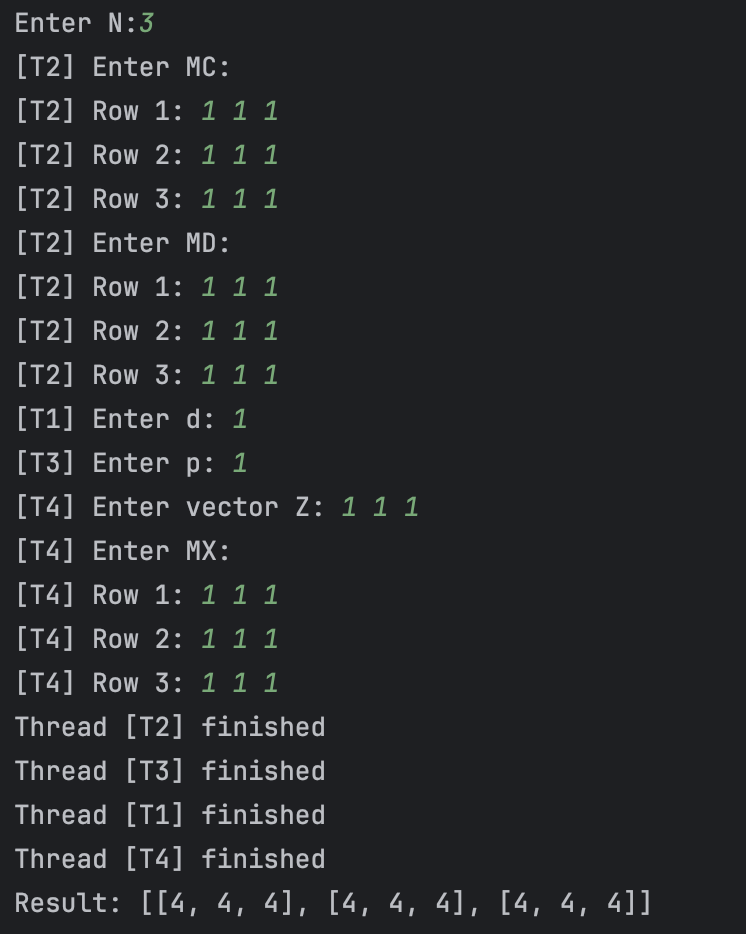 Enter N:3
[T2] Enter MC:
[T2] Row 1: 1 1 1
[T2] Row 2: 1 1 1
[T2] Row 3: 1 1 1
[T2] Enter MD:
[T2] Row 1: 1 1 1
[T2] Row 2: 1 1 1
[T2] Row 3: 1 1 1
[T1] Enter d: 1
[T3] Enter p: 1
[T4] Enter vector Z: 1 1 1
[T4] Enter MX:
[T4] Row 1: 1 1 1
[T4] Row 2: 1 1 1
[T4] Row 3: 1 1 1
Thread [T2] finished
Thread [T3] finished
Thread [T1] finished
Thread [T4] finished
Result: [[4, 4, 4], [4, 4, 4], [4, 4, 4]]